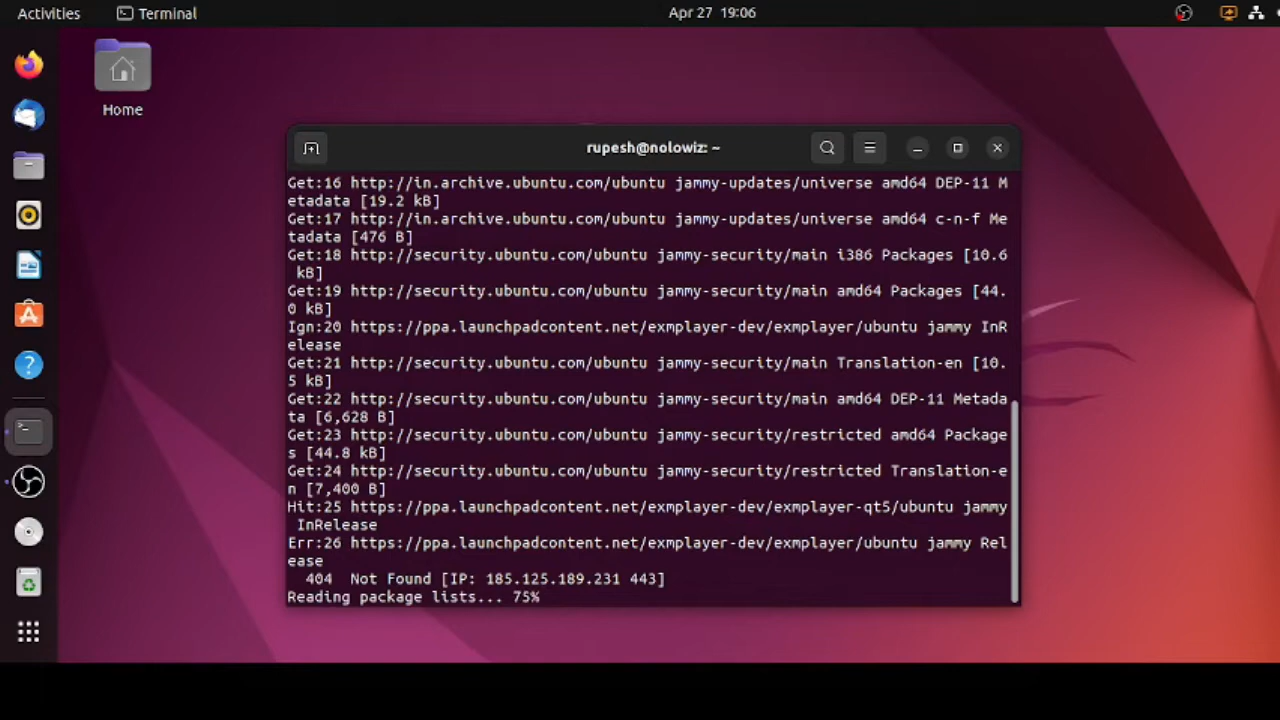 Activities Terminal Apr 27 19:06
Home
rupesh@nolowiz: ~
Get:16 http://in.archive.ubuntu.com/ubuntu jammy-updates/universe amd64 DEP-11 M
etadata [19.2 kB]
Get:17 http://in.archive.ubuntu.com/ubuntu jammy-updates/universe amd64 c-n-f Me
tadata [476 B]
Get:18 http://security.ubuntu.com/ubuntu jammy-security/main i386 Packages [10.6
 kB]
Get:19 http://security.ubuntu.com/ubuntu jammy-security/main amd64 Packages [44.
0 kB]
Ign:20 https://ppa.launchpadcontent.net/exmplayer-dev/exmplayer/ubuntu jammy InR
elease
Get:21 http://security.ubuntu.com/ubuntu jammy-security/main Translation-en [10.
5 kB]
Get:22 http://security.ubuntu.com/ubuntu jammy-security/main amd64 DEP-11 Metada
ta [6,628 B]
Get:23 http://security.ubuntu.com/ubuntu jammy-security/restricted amd64 Package
s [44.8 kB]
Get:24 http://security.ubuntu.com/ubuntu jammy-security/restricted Translation-e
n [7,400 B]
Hit:25 https://ppa.launchpadcontent.net/exmplayer-dev/exmplayer-qt5/ubuntu jammy
 InRelease
Err:26 https://ppa.launchpadcontent.net/exmplayer-dev/exmplayer/ubuntu jammy Rel
ease
  404  Not Found [IP: 185.125.189.231 443]
Reading package lists... 75%